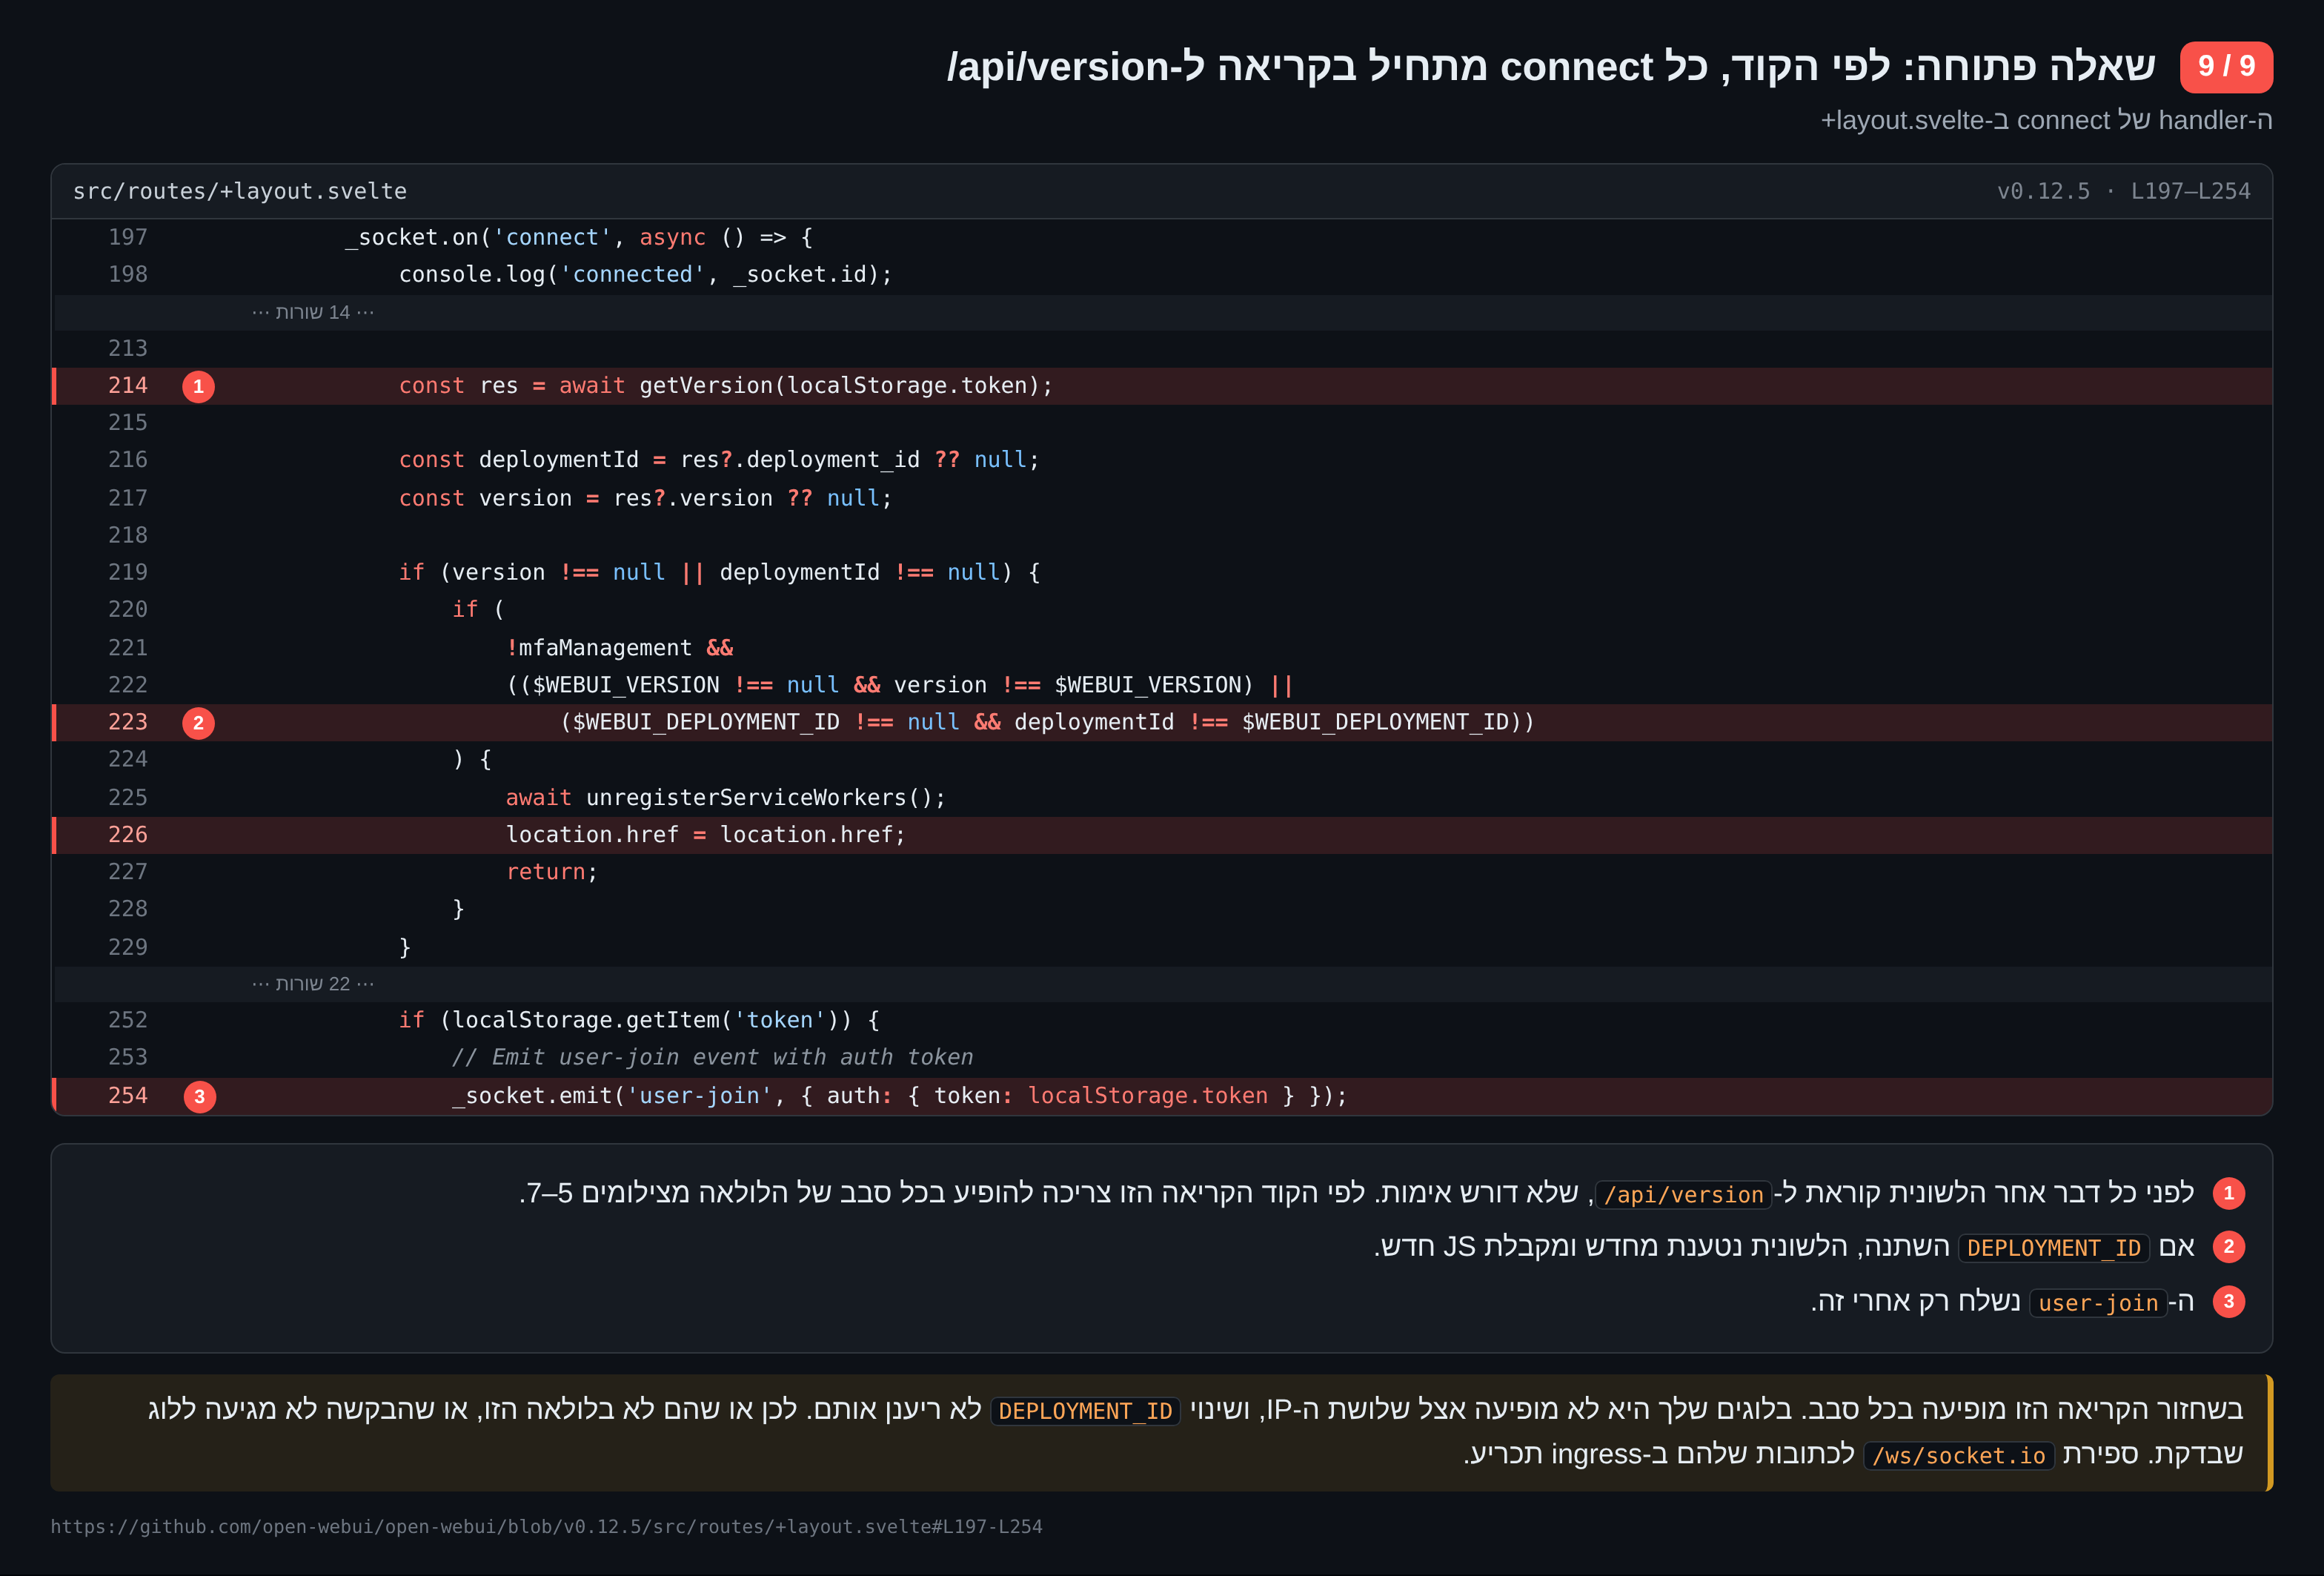 9 / 9 שאלה פתוחה: לפי הקוד, כל connect מתחיל בקריאה ל-/api/version
ה-handler של connect ב-+layout.svelte
src/routes/+layout.svelte v0.12.5 · L197–L254
197 _socket.on('connect', async () => {
198 console.log('connected', _socket.id);
⋯ 14 שורות ⋯
213
214 1 const res = await getVersion(localStorage.token);
215
216 const deploymentId = res?.deployment_id ?? null;
217 const version = res?.version ?? null;
218
219 if (version !== null || deploymentId !== null) {
220 if (
221 !mfaManagement &&
222 (($WEBUI_VERSION !== null && version !== $WEBUI_VERSION) ||
223 2 ($WEBUI_DEPLOYMENT_ID !== null && deploymentId !== $WEBUI_DEPLOYMENT_ID))
224 ) {
225 await unregisterServiceWorkers();
226 location.href = location.href;
227 return;
228 }
229 }
⋯ 22 שורות ⋯
252 if (localStorage.getItem('token')) {
253 // Emit user-join event with auth token
254 3 _socket.emit('user-join', { auth: { token: localStorage.token } });
1 לפני כל דבר אחר הלשונית קוראת ל-/api/version, שלא דורש אימות. לפי הקוד הקריאה הזו צריכה להופיע בכל סבב של הלולאה מצילומים 5–7.
2 אם DEPLOYMENT_ID השתנה, הלשונית נטענת מחדש ומקבלת JS חדש.
3 ה-user-join נשלח רק אחרי זה.
בשחזור הקריאה הזו מופיעה בכל סבב. בלוגים שלך היא לא מופיעה אצל שלושת ה-IP, ושינוי DEPLOYMENT_ID לא ריענן אותם. לכן או שהם לא בלולאה הזו, או שהבקשה לא מגיעה ללוג
שבדקת. ספירת /ws/socket.io לכתובות שלהם ב-ingress תכריע.
https://github.com/open-webui/open-webui/blob/v0.12.5/src/routes/+layout.svelte#L197-L254